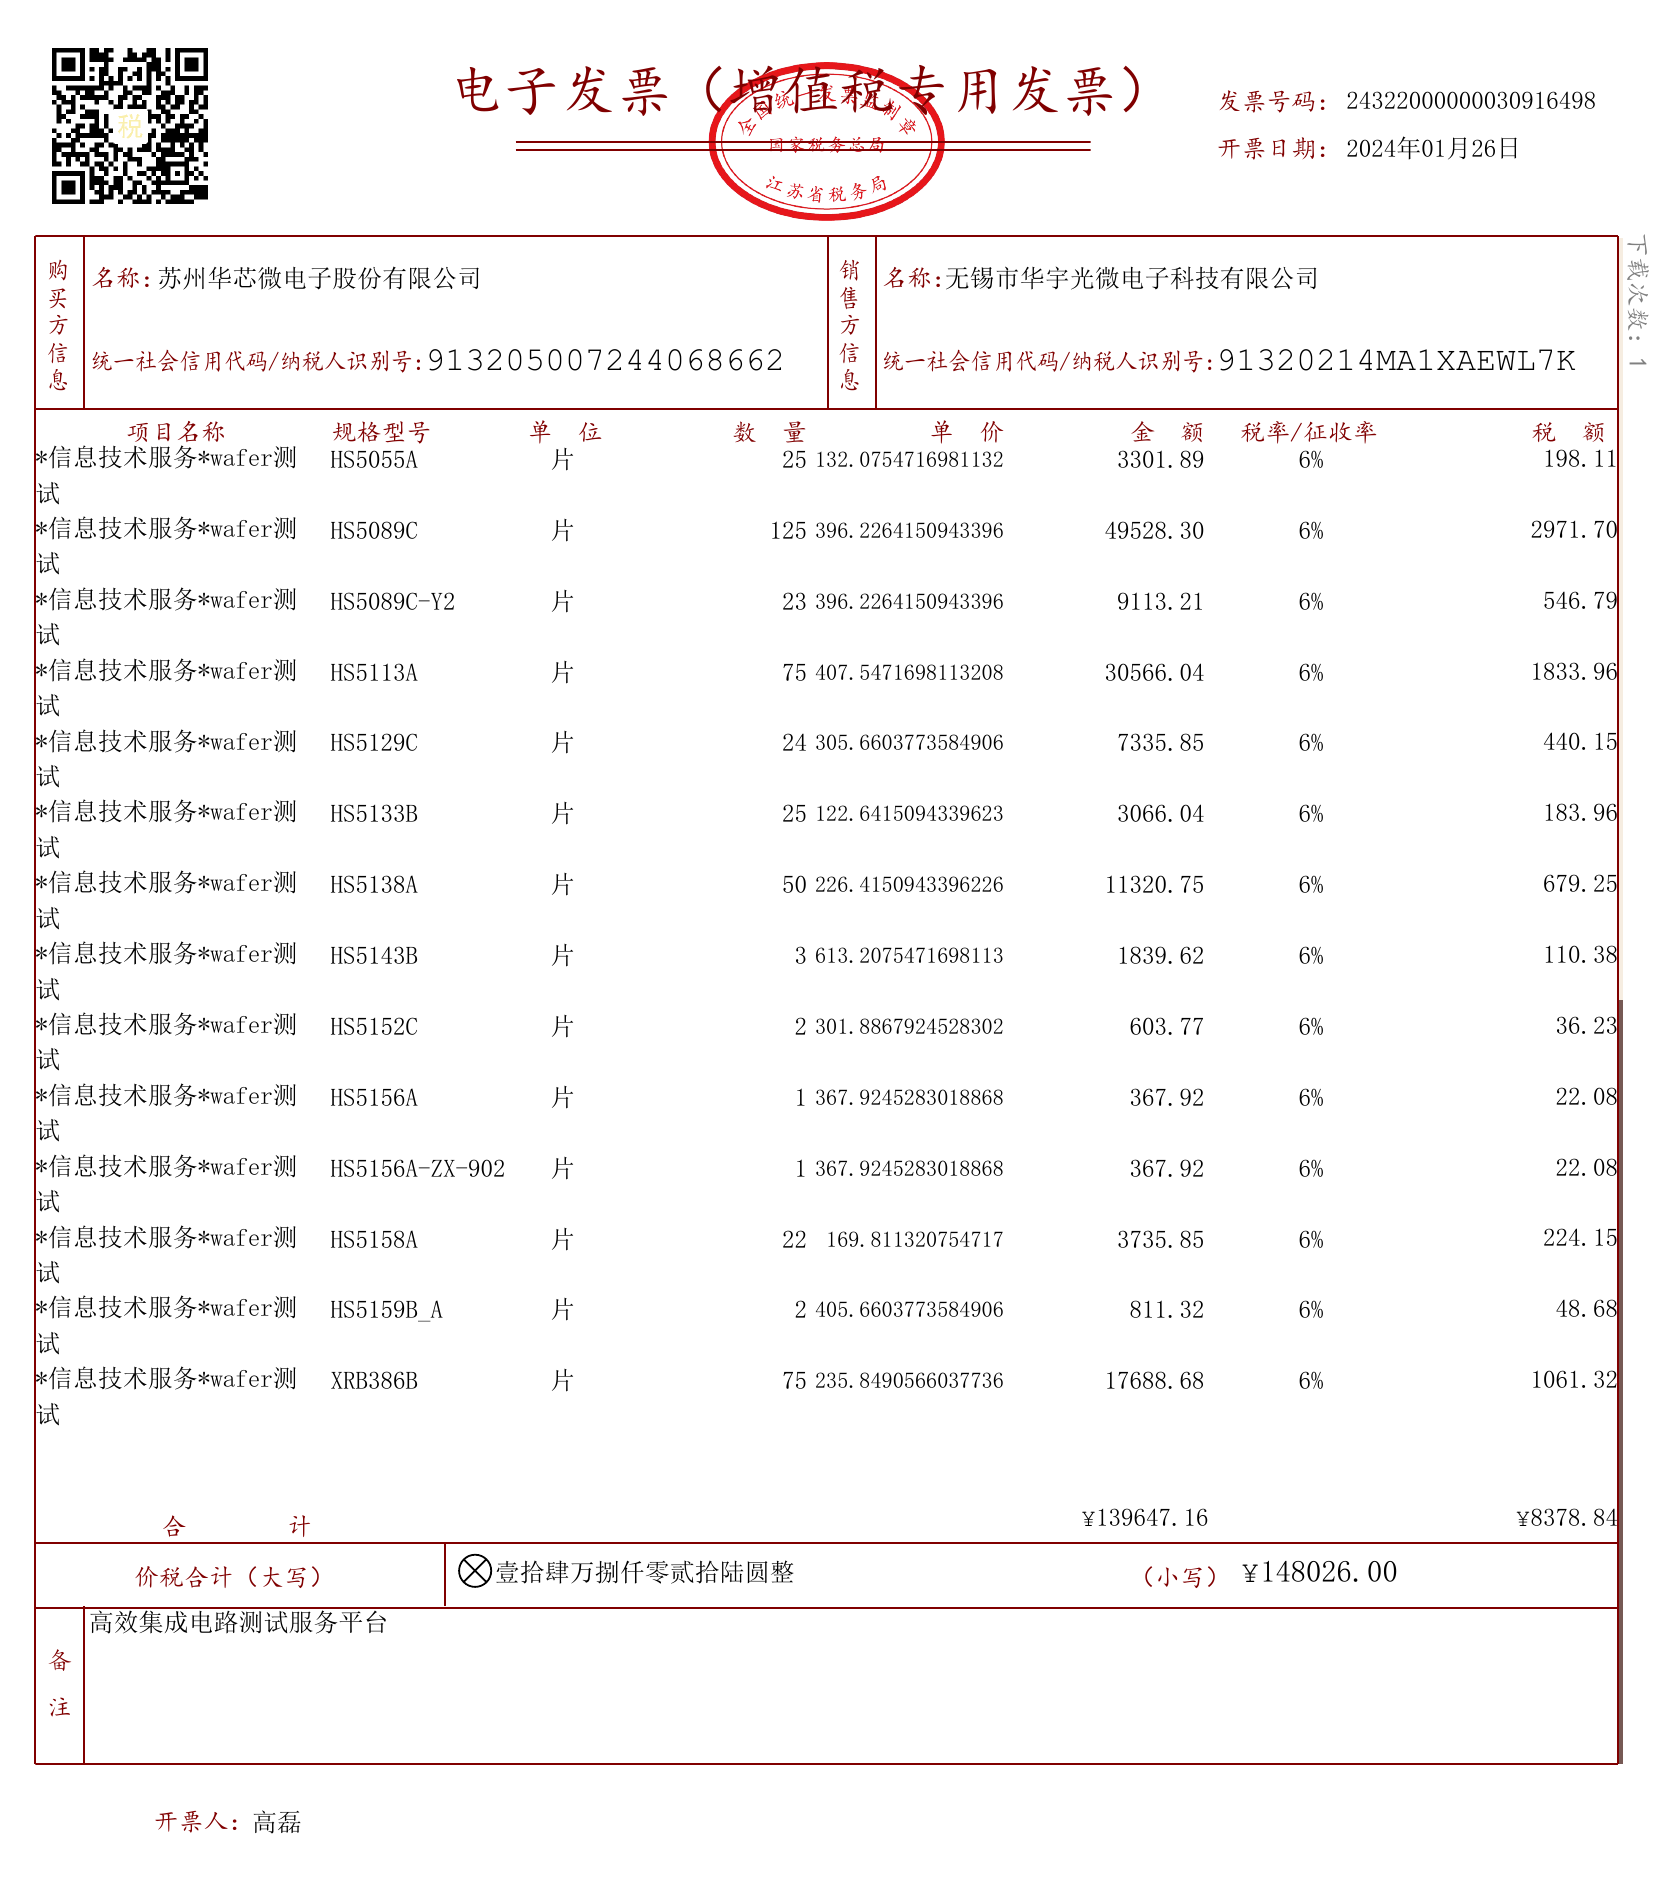 电子发票（增值税专用发票）
全国统一发票监制章
国家税务总局
江苏省税务局
税
发票号码：24322000000030916498
开票日期：2024年01月26日
下载次数：1
购买方信息
名称：苏州华芯微电子股份有限公司
统一社会信用代码/纳税人识别号：913205007244068662
销售方信息
名称：无锡市华宇光微电子科技有限公司
统一社会信用代码/纳税人识别号：91320214MA1XAEWL7K
项目名称 规格型号 单位 数量 单价 金额 税率/征收率 税额
*信息技术服务*wafer测 HS5055A 片 25 132.0754716981132 3301.89 6% 198.11
试
*信息技术服务*wafer测 HS5089C 片 125 396.2264150943396 49528.30 6% 2971.70
试
*信息技术服务*wafer测 HS5089C-Y2 片 23 396.2264150943396 9113.21 6% 546.79
试
*信息技术服务*wafer测 HS5113A 片 75 407.5471698113208 30566.04 6% 1833.96
试
*信息技术服务*wafer测 HS5129C 片 24 305.6603773584906 7335.85 6% 440.15
试
*信息技术服务*wafer测 HS5133B 片 25 122.6415094339623 3066.04 6% 183.96
试
*信息技术服务*wafer测 HS5138A 片 50 226.4150943396226 11320.75 6% 679.25
试
*信息技术服务*wafer测 HS5143B 片 3 613.2075471698113 1839.62 6% 110.38
试
*信息技术服务*wafer测 HS5152C 片 2 301.8867924528302 603.77 6% 36.23
试
*信息技术服务*wafer测 HS5156A 片 1 367.9245283018868 367.92 6% 22.08
试
*信息技术服务*wafer测 HS5156A-ZX-902 片 1 367.9245283018868 367.92 6% 22.08
试
*信息技术服务*wafer测 HS5158A 片 22 169.811320754717 3735.85 6% 224.15
试
*信息技术服务*wafer测 HS5159B_A 片 2 405.6603773584906 811.32 6% 48.68
试
*信息技术服务*wafer测 XRB386B 片 75 235.8490566037736 17688.68 6% 1061.32
试
合计 ¥139647.16 ¥8378.84
价税合计（大写） ⊗壹拾肆万捌仟零贰拾陆圆整 （小写）¥148026.00
备注
高效集成电路测试服务平台
开票人：高磊